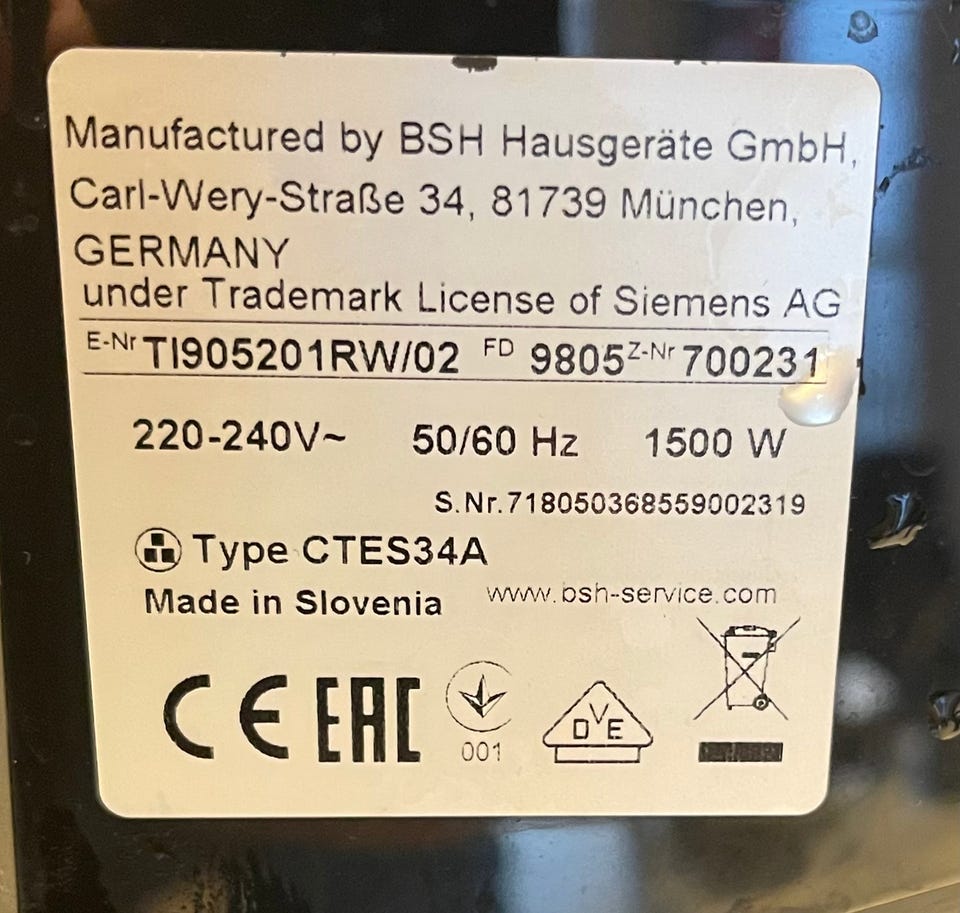 Manufactured by BSH Hausgeräte GmbH,
Carl-Wery-Straße 34, 81739 München,
GERMANY
under Trademark License of Siemens AG
E-Nr TI905201RW/02 FD 9805 Z-Nr 700231
220-240V~ 50/60 Hz 1500 W
S.Nr.718050368559002319
Type CTES34A
Made in Slovenia www.bsh-service.com
CE EAC
001
DVE